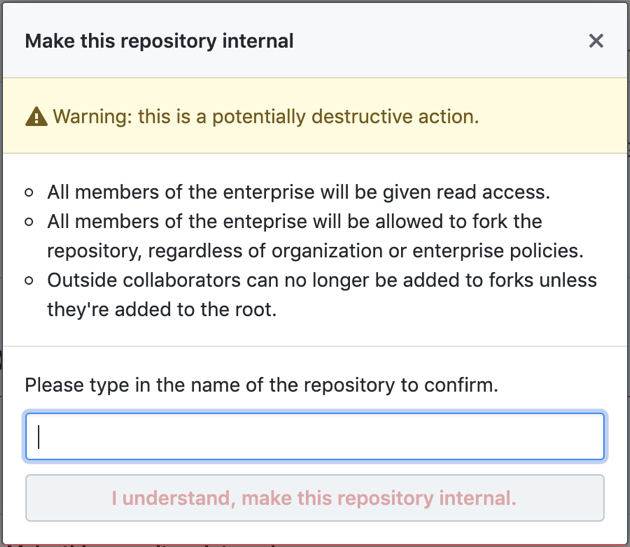 Make this repository internal
Warning: this is a potentially destructive action.
All members of the enterprise will be given read access.
All members of the enteprise will be allowed to fork the
repository, regardless of organization or enterprise policies.
Outside collaborators can no longer be added to forks unless
they're added to the root.
Please type in the name of the repository to confirm.
I understand, make this repository internal.